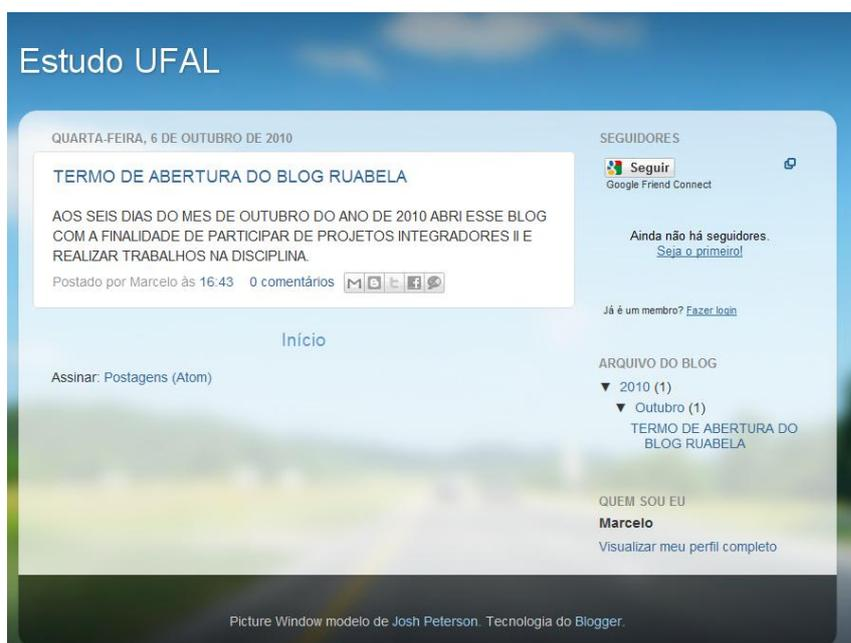 Estudo UFAL
QUARTA-FEIRA, 6 DE OUTUBRO DE 2010
TERMO DE ABERTURA DO BLOG RUABELA
AOS SEIS DIAS DO MES DE OUTUBRO DO ANO DE 2010 ABRI ESSE BLOG
COM A FINALIDADE DE PARTICIPAR DE PROJETOS INTEGRADORES II E
REALIZAR TRABALHOS NA DISCIPLINA.
Postado por Marcelo às 16:43 0 comentários
Início
Assinar: Postagens (Atom)
SEGUIDORES
Seguir
Google Friend Connect
Ainda não há seguidores.
Seja o primeiro!
Já é um membro? Fazer login
ARQUIVO DO BLOG
▼ 2010 (1)
▼ Outubro (1)
TERMO DE ABERTURA DO
BLOG RUABELA
QUEM SOU EU
Marcelo
Visualizar meu perfil completo
Picture Window modelo de Josh Peterson. Tecnologia do Blogger.